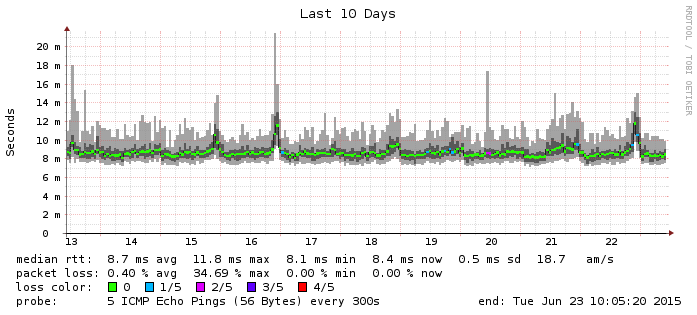 Last 10 Days
RRDTOOL / TOBI OETIKER
Seconds
20 m
18 m
16 m
14 m
12 m
10 m
8 m
6 m
4 m
2 m
0
13 14 15 16 17 18 19 20 21 22
median rtt: 8.7 ms avg 11.8 ms max 8.1 ms min 8.4 ms now 0.5 ms sd 18.7 am/s
packet loss: 0.40 % avg 34.69 % max 0.00 % min 0.00 % now
loss color: 0 1/5 2/5 3/5 4/5
probe: 5 ICMP Echo Pings (56 Bytes) every 300s end: Tue Jun 23 10:05:20 2015